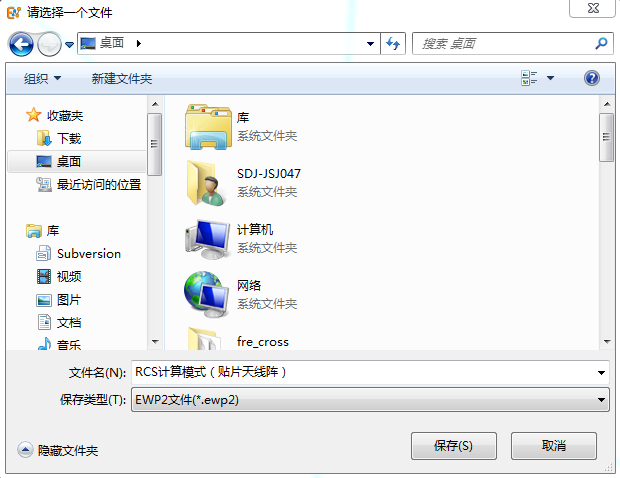 请选择一个文件
桌面
搜索 桌面
组织
新建文件夹
收藏夹
下载
桌面
最近访问的位置
库
Subversion
视频
图片
文档
音乐
库
系统文件夹
SDJ-JSJ047
系统文件夹
计算机
系统文件夹
网络
系统文件夹
fre_cross
文件名(N):
RCS计算模式（贴片天线阵）
保存类型(T):
EWP2文件(*.ewp2)
隐藏文件夹
保存(S)
取消